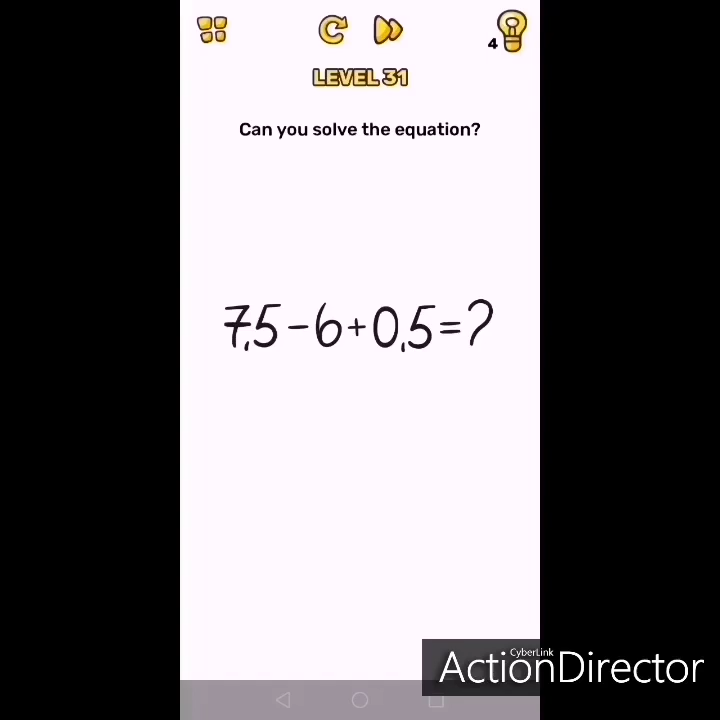 4
LEVEL 31
Can you solve the equation?
7,5-6+0,5=?
CyberLink
ActionDirector